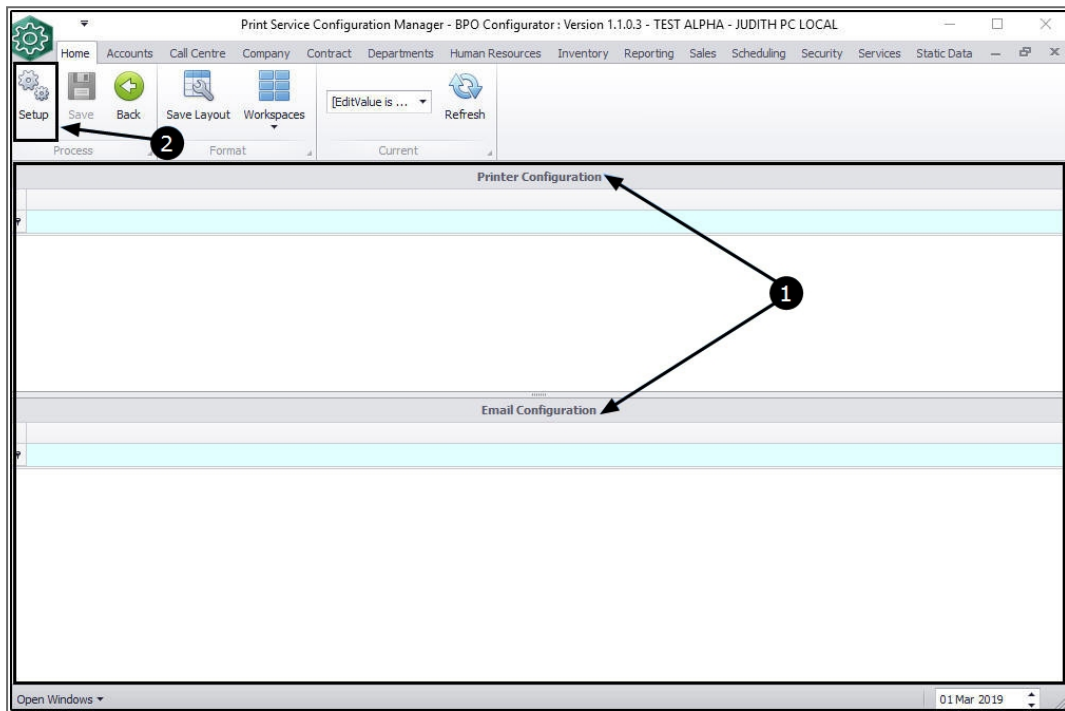 Print Service Configuration Manager - BPO Configurator : Version 1.1.0.3 - TEST ALPHA - JUDITH PC LOCAL
Home Accounts Call Centre Company Contract Departments Human Resources Inventory Reporting Sales Scheduling Security Services Static Data
[EditValue is ...
Setup Save Back Save Layout Workspaces Refresh
2
Process Format Current
Printer Configuration
1
Email Configuration
Open Windows 01 Mar 2019